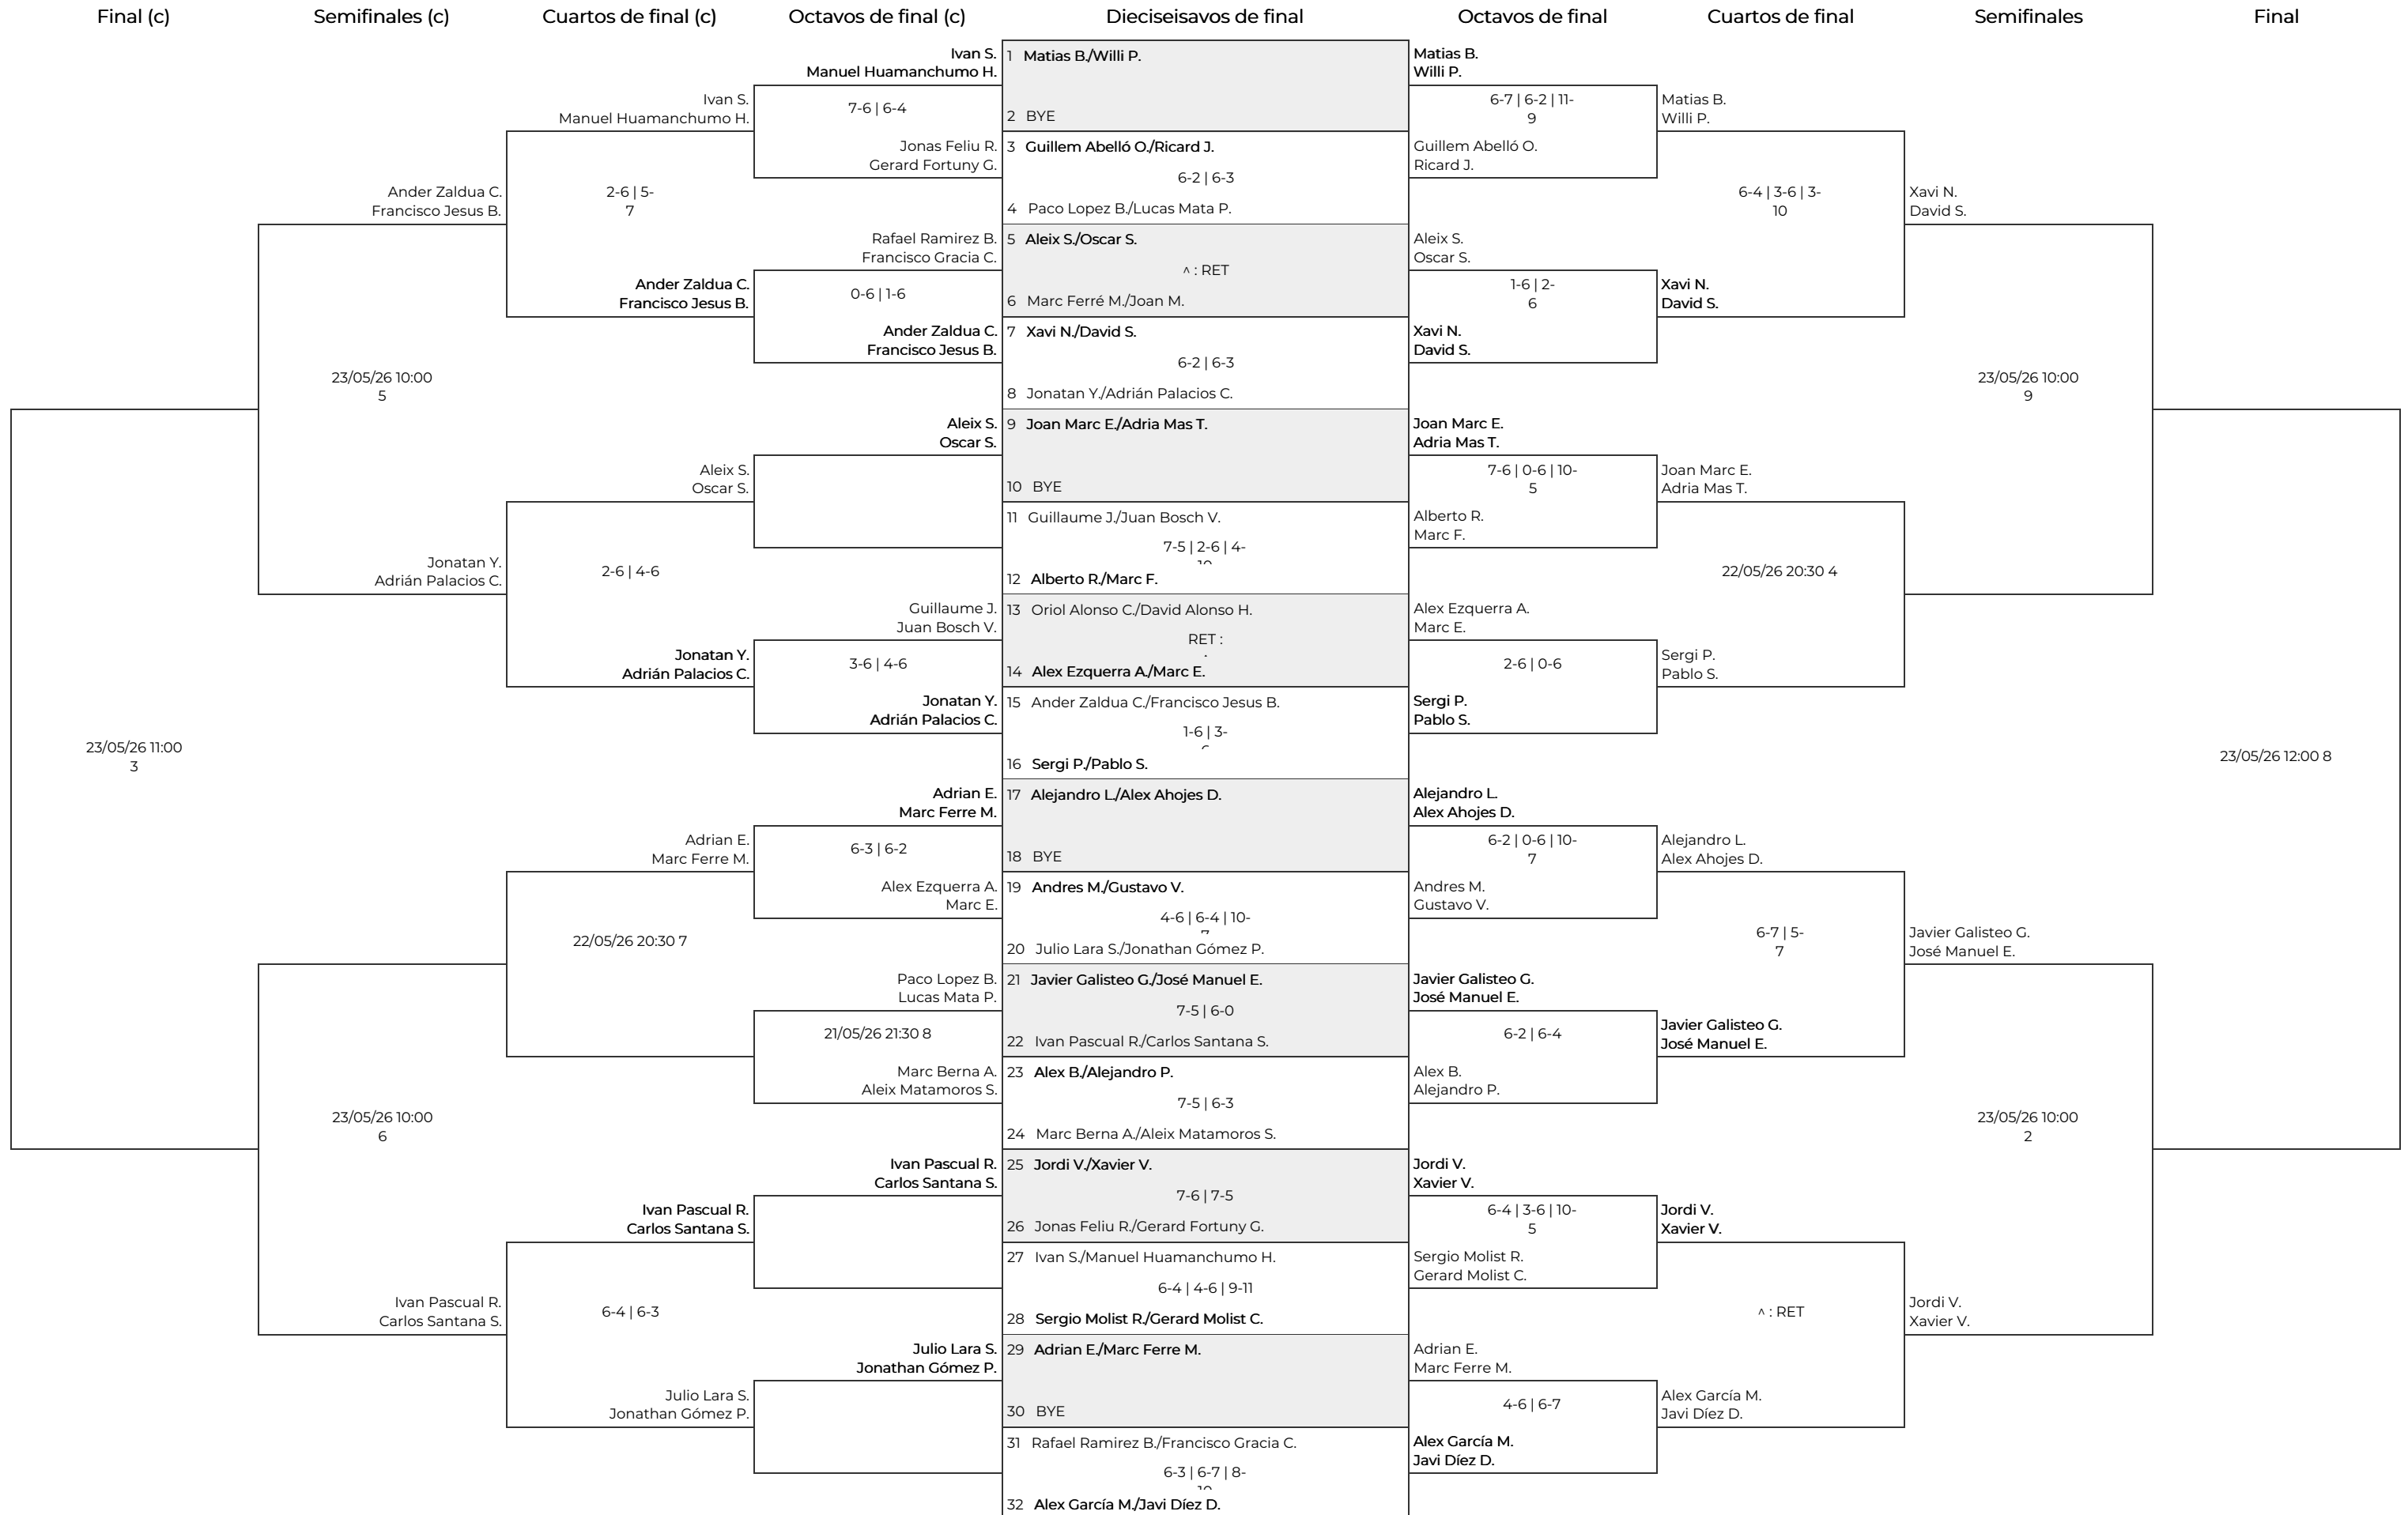 Final (c)
Semifinales (c)
Cuartos de final (c)
Octavos de final (c)
Dieciseisavos de final
Octavos de final
Cuartos de final
Semifinales
Final
23/05/26 11:00
3
Ander Zaldua C.
Francisco Jesus B.
23/05/26 10:00
5
Jonatan Y.
Adrián Palacios C.
23/05/26 10:00
6
Ivan Pascual R.
Carlos Santana S.
Ivan S.
Manuel Huamanchumo H.
2-6 | 5-
7
Ander Zaldua C.
Francisco Jesus B.
Aleix S.
Oscar S.
2-6 | 4-6
Jonatan Y.
Adrián Palacios C.
Adrian E.
Marc Ferre M.
22/05/26 20:30 7
Ivan Pascual R.
Carlos Santana S.
6-4 | 6-3
Julio Lara S.
Jonathan Gómez P.
Ivan S.
Manuel Huamanchumo H.
7-6 | 6-4
Jonas Feliu R.
Gerard Fortuny G.
Rafael Ramirez B.
Francisco Gracia C.
0-6 | 1-6
Ander Zaldua C.
Francisco Jesus B.
Aleix S.
Oscar S.
Guillaume J.
Juan Bosch V.
3-6 | 4-6
Jonatan Y.
Adrián Palacios C.
Adrian E.
Marc Ferre M.
6-3 | 6-2
Alex Ezquerra A.
Marc E.
Paco Lopez B.
Lucas Mata P.
21/05/26 21:30 8
Marc Berna A.
Aleix Matamoros S.
Ivan Pascual R.
Carlos Santana S.
Julio Lara S.
Jonathan Gómez P.
1 Matias B./Willi P.
2 BYE
3 Guillem Abelló O./Ricard J.
6-2 | 6-3
4 Paco Lopez B./Lucas Mata P.
5 Aleix S./Oscar S.
^ : RET
6 Marc Ferré M./Joan M.
7 Xavi N./David S.
6-2 | 6-3
8 Jonatan Y./Adrián Palacios C.
9 Joan Marc E./Adria Mas T.
10 BYE
11 Guillaume J./Juan Bosch V.
7-5 | 2-6 | 4-
10
12 Alberto R./Marc F.
13 Oriol Alonso C./David Alonso H.
RET :
14 Alex Ezquerra A./Marc E.
15 Ander Zaldua C./Francisco Jesus B.
1-6 | 3-
6
16 Sergi P./Pablo S.
17 Alejandro L./Alex Ahojes D.
18 BYE
19 Andres M./Gustavo V.
4-6 | 6-4 | 10-
7
20 Julio Lara S./Jonathan Gómez P.
21 Javier Galisteo G./José Manuel E.
7-5 | 6-0
22 Ivan Pascual R./Carlos Santana S.
23 Alex B./Alejandro P.
7-5 | 6-3
24 Marc Berna A./Aleix Matamoros S.
25 Jordi V./Xavier V.
7-6 | 7-5
26 Jonas Feliu R./Gerard Fortuny G.
27 Ivan S./Manuel Huamanchumo H.
6-4 | 4-6 | 9-11
28 Sergio Molist R./Gerard Molist C.
29 Adrian E./Marc Ferre M.
30 BYE
31 Rafael Ramirez B./Francisco Gracia C.
6-3 | 6-7 | 8-
10
32 Alex García M./Javi Díez D.
Matias B.
Willi P.
6-7 | 6-2 | 11-
9
Guillem Abelló O.
Ricard J.
Aleix S.
Oscar S.
1-6 | 2-
6
Xavi N.
David S.
Joan Marc E.
Adria Mas T.
7-6 | 0-6 | 10-
5
Alberto R.
Marc F.
Alex Ezquerra A.
Marc E.
2-6 | 0-6
Sergi P.
Pablo S.
Alejandro L.
Alex Ahojes D.
6-2 | 0-6 | 10-
7
Andres M.
Gustavo V.
Javier Galisteo G.
José Manuel E.
6-2 | 6-4
Alex B.
Alejandro P.
Jordi V.
Xavier V.
6-4 | 3-6 | 10-
5
Sergio Molist R.
Gerard Molist C.
Adrian E.
Marc Ferre M.
4-6 | 6-7
Alex García M.
Javi Díez D.
Matias B.
Willi P.
6-4 | 3-6 | 3-
10
Xavi N.
David S.
Joan Marc E.
Adria Mas T.
22/05/26 20:30 4
Sergi P.
Pablo S.
Alejandro L.
Alex Ahojes D.
6-7 | 5-
7
Javier Galisteo G.
José Manuel E.
Jordi V.
Xavier V.
^ : RET
Alex García M.
Javi Díez D.
Xavi N.
David S.
23/05/26 10:00
9
Javier Galisteo G.
José Manuel E.
23/05/26 10:00
2
Jordi V.
Xavier V.
23/05/26 12:00 8